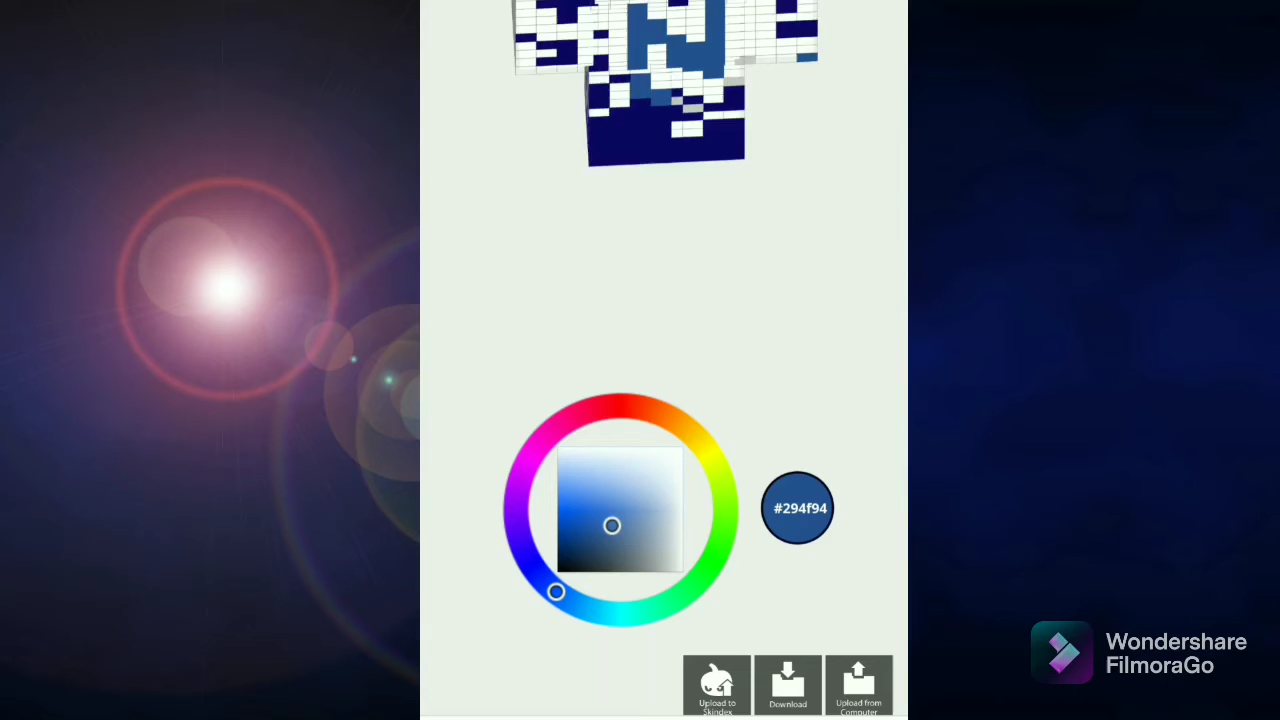 #294f94
Upload to
Skindex
Download
Upload from
Computer
Wondershare
FilmoraGo